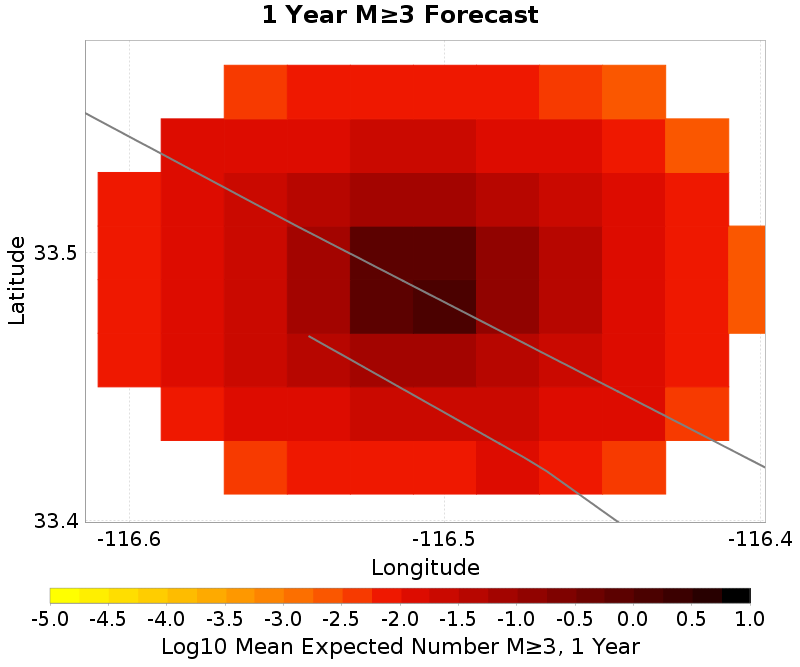 1 Year M≥3 Forecast
Latitude
33.5
33.4
-116.6 -116.5 -116.4
Longitude
-5.0 -4.5 -4.0 -3.5 -3.0 -2.5 -2.0 -1.5 -1.0 -0.5 0.0 0.5 1.0
Log10 Mean Expected Number M≥3, 1 Year